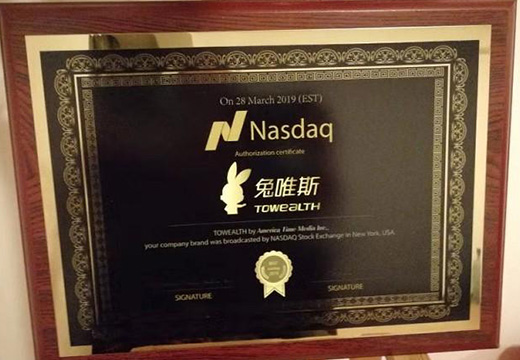 On 28 March 2019 (EST)
Nasdaq
Authorization certificate
兔唯斯
TOWEALTH
TOWEALTH by America Time Media Inc.,
your company brand was broadcasted by NASDAQ Stock Exchange in New York, USA.
SIGNATURE
SIGNATURE